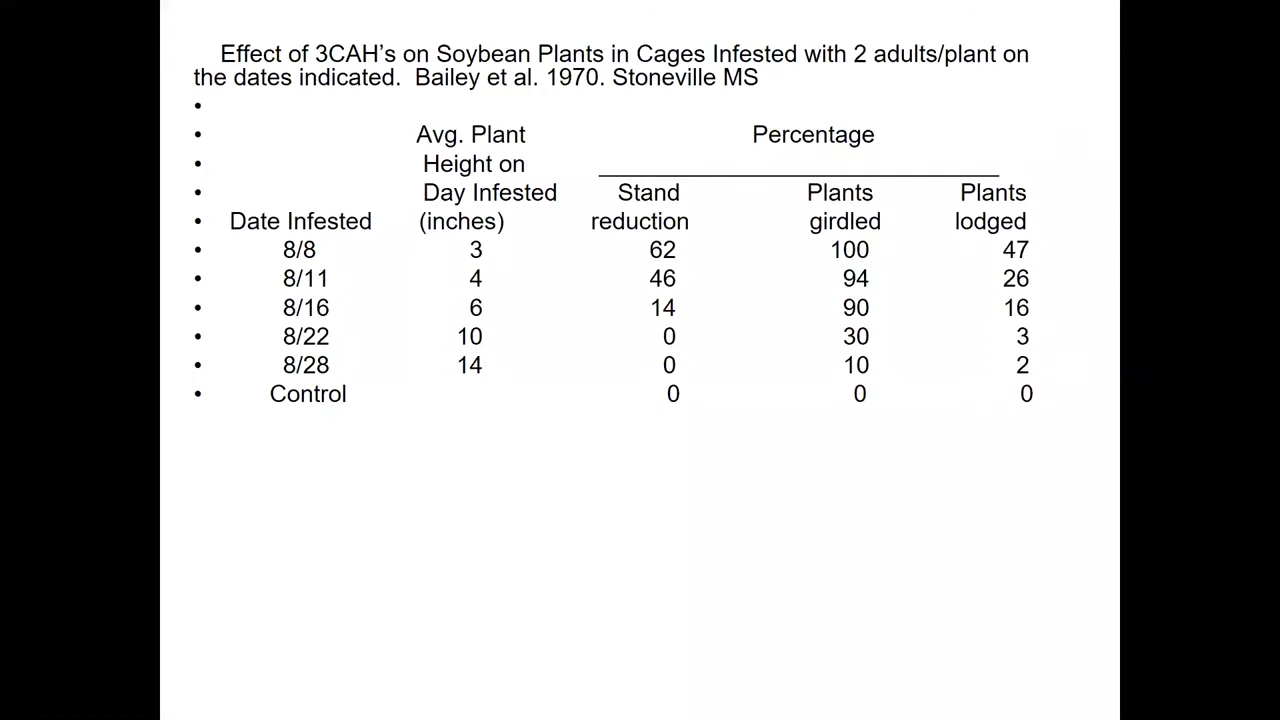 Effect of 3CAH's on Soybean Plants in Cages Infested with 2 adults/plant on
the dates indicated. Bailey et al. 1970. Stoneville MS
•
• Avg. Plant Percentage
• Height on
• Day Infested Stand Plants Plants
• Date Infested (inches) reduction girdled lodged
• 8/8 3 62 100 47
• 8/11 4 46 94 26
• 8/16 6 14 90 16
• 8/22 10 0 30 3
• 8/28 14 0 10 2
• Control 0 0 0